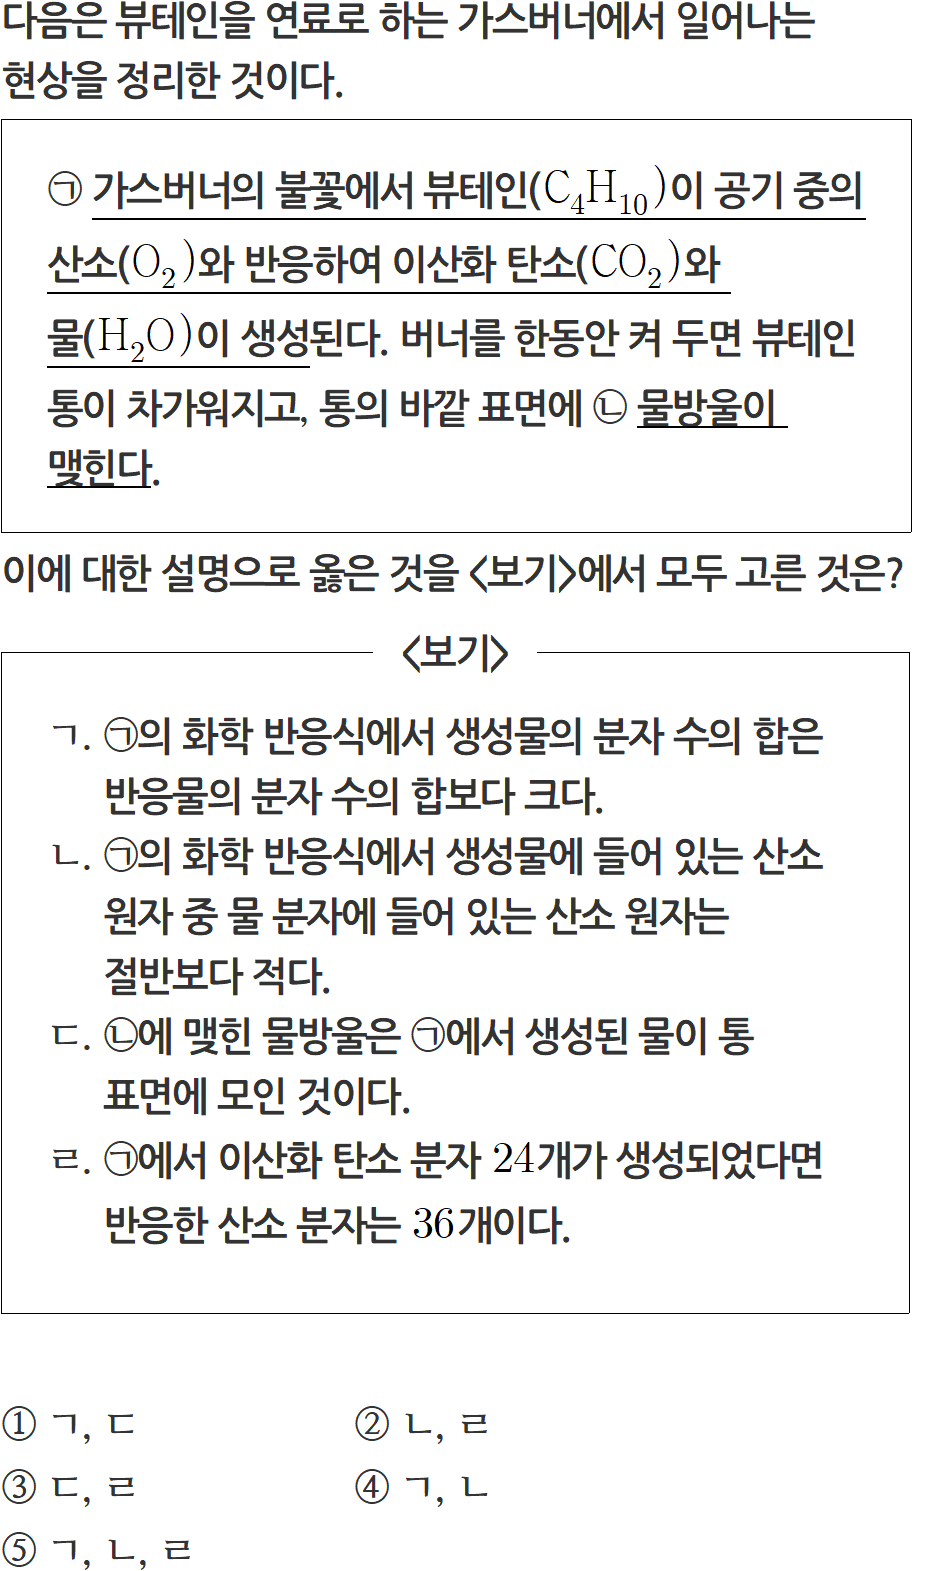 다음은 뷰테인을 연료로 하는 가스버너에서 일어나는
현상을 정리한 것이다.
㉠ 가스버너의 불꽃에서 뷰테인(C₄H₁₀)이 공기 중의
산소(O₂)와 반응하여 이산화 탄소(CO₂)와
물(H₂O)이 생성된다. 버너를 한동안 켜 두면 뷰테인
통이 차가워지고, 통의 바깥 표면에 ㉡ 물방울이
맺힌다.
이에 대한 설명으로 옳은 것을 <보기>에서 모두 고른 것은?
<보기>
ㄱ. ㉠의 화학 반응식에서 생성물의 분자 수의 합은
반응물의 분자 수의 합보다 크다.
ㄴ. ㉠의 화학 반응식에서 생성물에 들어 있는 산소
원자 중 물 분자에 들어 있는 산소 원자는
절반보다 적다.
ㄷ. ㉡에 맺힌 물방울은 ㉠에서 생성된 물이 통
표면에 모인 것이다.
ㄹ. ㉠에서 이산화 탄소 분자 24개가 생성되었다면
반응한 산소 분자는 36개이다.
① ㄱ, ㄷ ② ㄴ, ㄹ
③ ㄷ, ㄹ ④ ㄱ, ㄴ
⑤ ㄱ, ㄴ, ㄹ